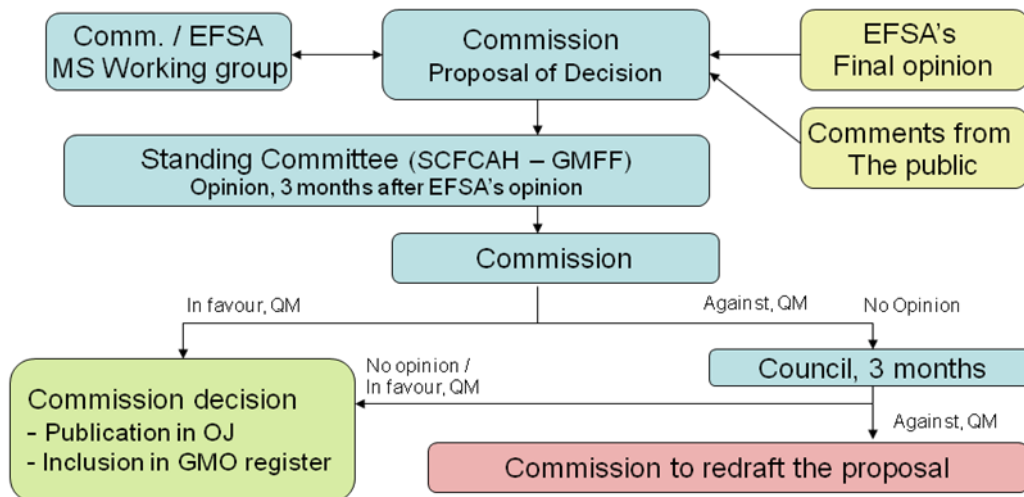 Comm. / EFSA
MS Working group
Commission
Proposal of Decision
EFSA's
Final opinion
Comments from
The public
Standing Committee (SCFCAH – GMFF)
Opinion, 3 months after EFSA's opinion
Commission
In favour, QM
Against, QM
No Opinion
Council, 3 months
No opinion /
In favour, QM
Commission decision
- Publication in OJ
- Inclusion in GMO register
Against, QM
Commission to redraft the proposal